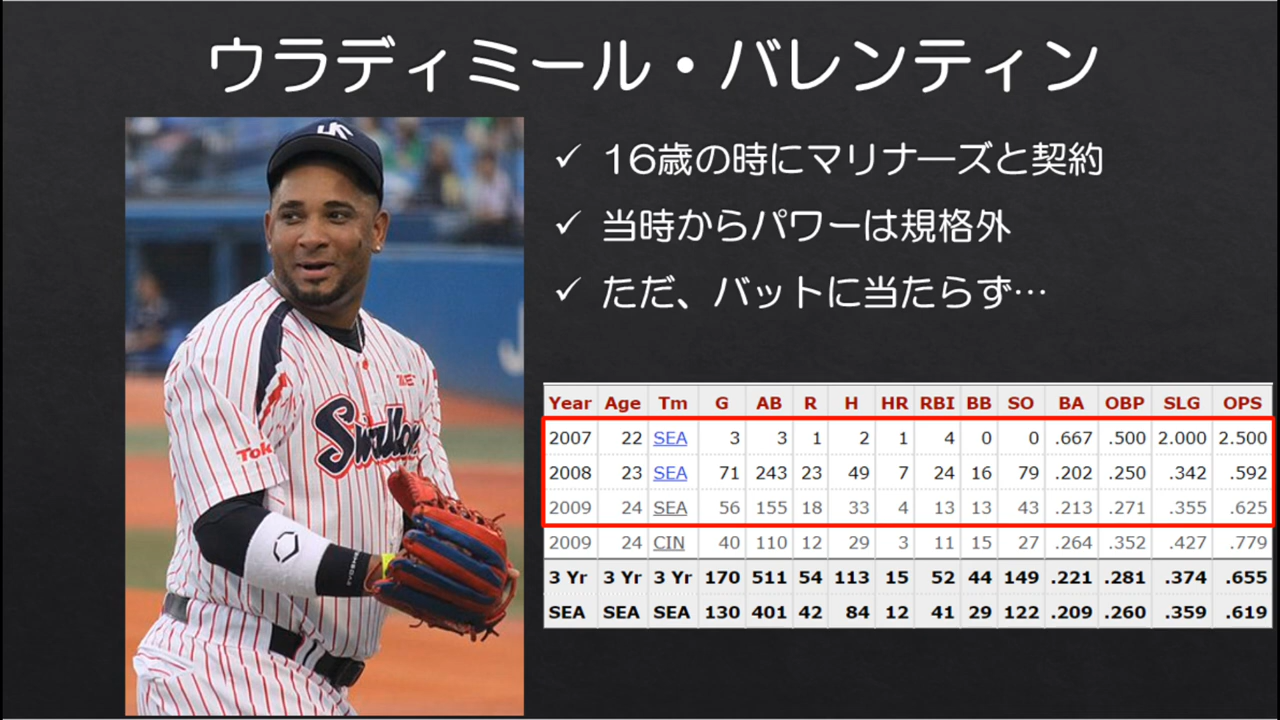 ウラディミール・バレンティン
✓ 16歳の時にマリナーズと契約
✓ 当時からパワーは規格外
✓ ただ、バットに当たらず…
Swallow
Tok
Year Age Tm G AB R H HR RBI BB SO BA OBP SLG OPS
2007 22 SEA 3 3 1 2 1 4 0 0 .667 .500 2.000 2.500
2008 23 SEA 71 243 23 49 7 24 16 79 .202 .250 .342 .592
2009 24 SEA 56 155 18 33 4 13 13 43 .213 .271 .355 .625
2009 24 CIN 40 110 12 29 3 11 15 27 .264 .352 .427 .779
3 Yr 3 Yr 3 Yr 170 511 54 113 15 52 44 149 .221 .281 .374 .655
SEA SEA SEA 130 401 42 84 12 41 29 122 .209 .260 .359 .619